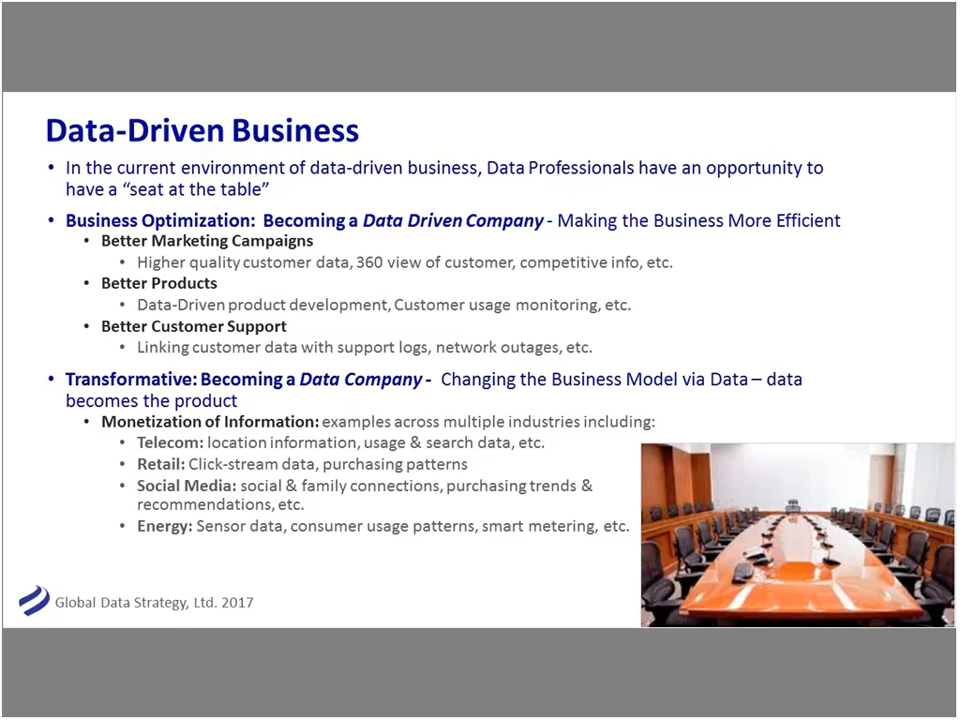 Data-Driven Business
• In the current environment of data-driven business, Data Professionals have an opportunity to
have a “seat at the table”
• Business Optimization: Becoming a Data Driven Company - Making the Business More Efficient
• Better Marketing Campaigns
• Higher quality customer data, 360 view of customer, competitive info, etc.
• Better Products
• Data-Driven product development, Customer usage monitoring, etc.
• Better Customer Support
• Linking customer data with support logs, network outages, etc.
• Transformative: Becoming a Data Company - Changing the Business Model via Data – data
becomes the product
• Monetization of Information: examples across multiple industries including:
• Telecom: location information, usage & search data, etc.
• Retail: Click-stream data, purchasing patterns
• Social Media: social & family connections, purchasing trends &
recommendations, etc.
• Energy: Sensor data, consumer usage patterns, smart metering, etc.
Global Data Strategy, Ltd. 2017